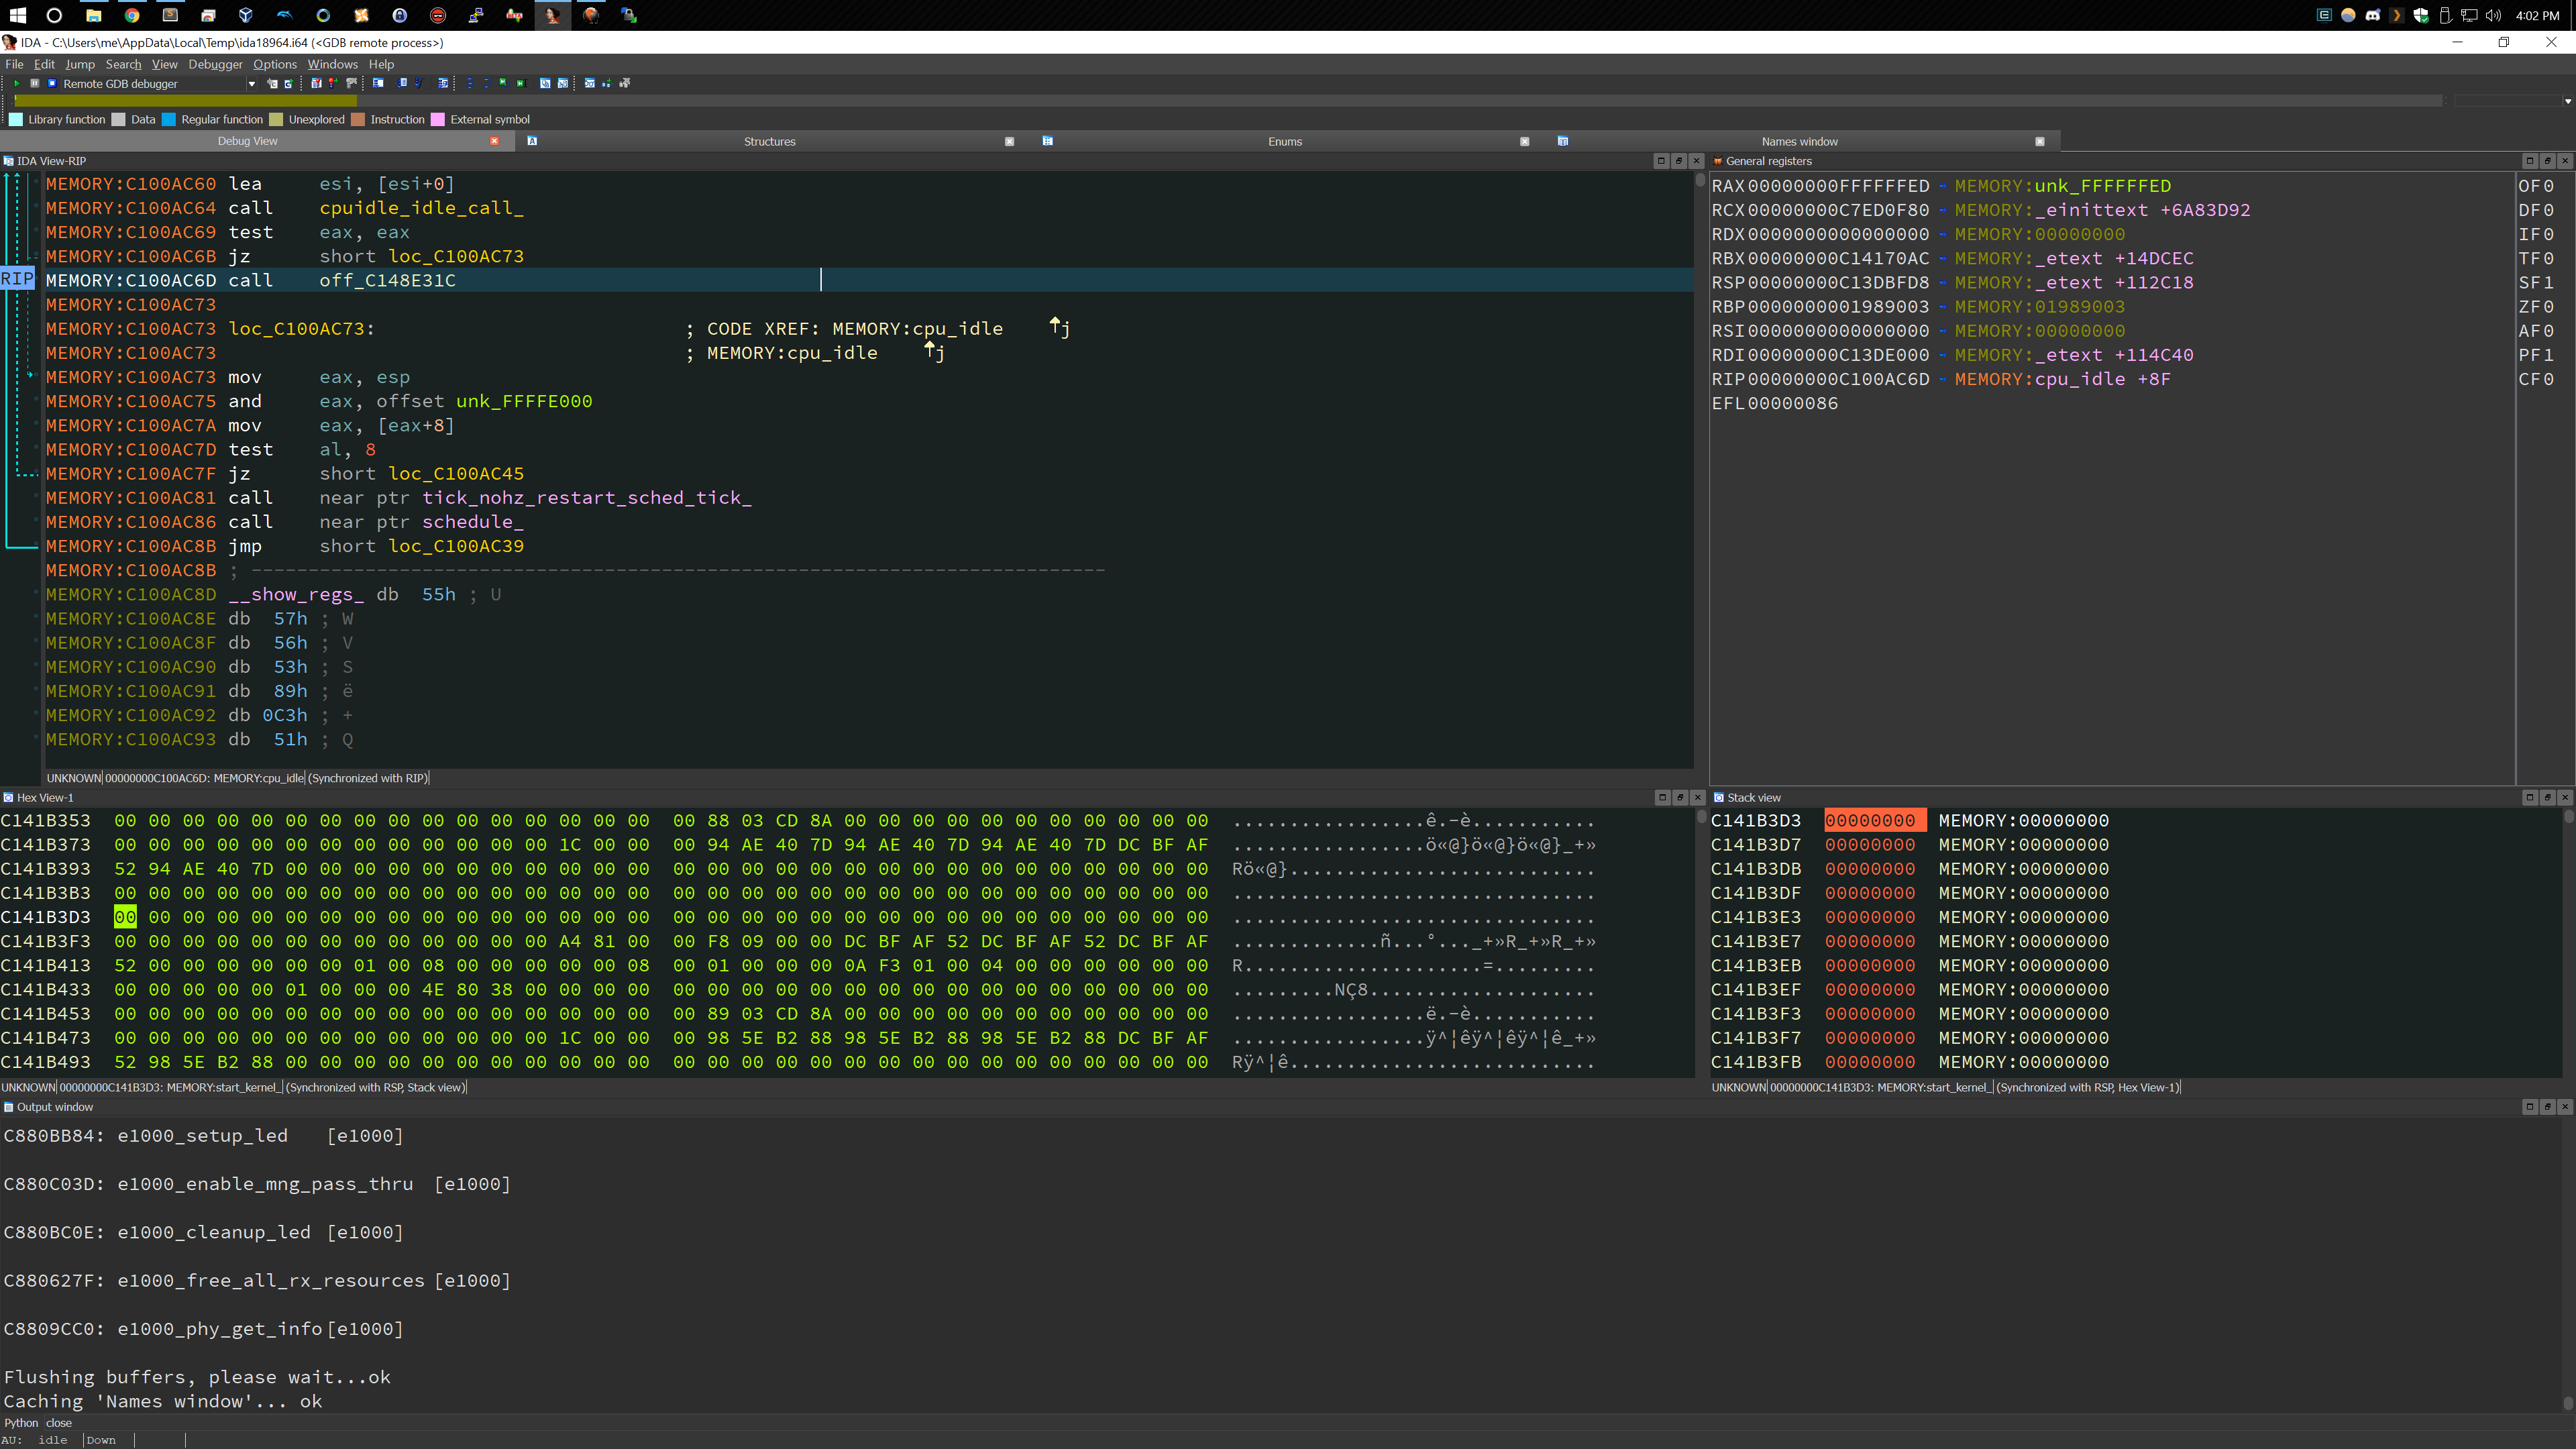 4:02 PM
IDA - C:\Users\me\AppData\Local\Temp\ida18964.i64 (<GDB remote process>)
File Edit Jump Search View Debugger Options Windows Help
Remote GDB debugger
Library function Data Regular function Unexplored Instruction External symbol
Debug View Structures Enums Names window
IDA View-RIP
MEMORY:C100AC60 lea esi, [esi+0]
MEMORY:C100AC64 call cpuidle_idle_call_
MEMORY:C100AC69 test eax, eax
MEMORY:C100AC6B jz short loc_C100AC73
RIP MEMORY:C100AC6D call off_C148E31C
MEMORY:C100AC73
MEMORY:C100AC73 loc_C100AC73: ; CODE XREF: MEMORY:cpu_idle ↑j
MEMORY:C100AC73 ; MEMORY:cpu_idle ↑j
MEMORY:C100AC73 mov eax, esp
MEMORY:C100AC75 and eax, offset unk_FFFFE000
MEMORY:C100AC7A mov eax, [eax+8]
MEMORY:C100AC7D test al, 8
MEMORY:C100AC7F jz short loc_C100AC45
MEMORY:C100AC81 call near ptr tick_nohz_restart_sched_tick_
MEMORY:C100AC86 call near ptr schedule_
MEMORY:C100AC8B jmp short loc_C100AC39
MEMORY:C100AC8B ; ---------------------------------------------------------------------------
MEMORY:C100AC8D __show_regs_ db 55h ; U
MEMORY:C100AC8E db 57h ; W
MEMORY:C100AC8F db 56h ; V
MEMORY:C100AC90 db 53h ; S
MEMORY:C100AC91 db 89h ; ë
MEMORY:C100AC92 db 0C3h ; +
MEMORY:C100AC93 db 51h ; Q
UNKNOWN 00000000C100AC6D: MEMORY:cpu_idle (Synchronized with RIP)
General registers
RAX 00000000FFFFFFED MEMORY:unk_FFFFFFED OF 0
RCX 00000000C7ED0F80 MEMORY:_einittext +6A83D92 DF 0
RDX 0000000000000000 MEMORY:00000000 IF 0
RBX 00000000C14170AC MEMORY:_etext +14DCEC TF 0
RSP 00000000C13DBFD8 MEMORY:_etext +112C18 SF 1
RBP 0000000001989003 MEMORY:01989003 ZF 0
RSI 0000000000000000 MEMORY:00000000 AF 0
RDI 00000000C13DE000 MEMORY:_etext +114C40 PF 1
RIP 00000000C100AC6D MEMORY:cpu_idle +8F CF 0
EFL 00000086
Hex View-1
C141B353 00 00 00 00 00 00 00 00 00 00 00 00 00 00 00 00 00 88 03 CD 8A 00 00 00 00 00 00 00 00 00 00 00 .................ê.-è...........
C141B373 00 00 00 00 00 00 00 00 00 00 00 00 00 1C 00 00 00 94 AE 40 7D 94 AE 40 7D 94 AE 40 7D DC BF AF .................ö«@}ö«@}ö«@}_+»
C141B393 52 94 AE 40 7D 00 00 00 00 00 00 00 00 00 00 00 00 00 00 00 00 00 00 00 00 00 00 00 00 00 00 00 Rö«@}...........................
C141B3B3 00 00 00 00 00 00 00 00 00 00 00 00 00 00 00 00 00 00 00 00 00 00 00 00 00 00 00 00 00 00 00 00 ................................
C141B3D3 00 00 00 00 00 00 00 00 00 00 00 00 00 00 00 00 00 00 00 00 00 00 00 00 00 00 00 00 00 00 00 00 ................................
C141B3F3 00 00 00 00 00 00 00 00 00 00 00 00 00 A4 81 00 00 F8 09 00 00 DC BF AF 52 DC BF AF 52 DC BF AF .............ñ...°..._+»R_+»R_+»
C141B413 52 00 00 00 00 00 00 01 00 08 00 00 00 00 00 08 00 01 00 00 00 0A F3 01 00 04 00 00 00 00 00 00 R.....................=.........
C141B433 00 00 00 00 00 01 00 00 00 4E 80 38 00 00 00 00 00 00 00 00 00 00 00 00 00 00 00 00 00 00 00 00 .........NÇ8....................
C141B453 00 00 00 00 00 00 00 00 00 00 00 00 00 00 00 00 00 89 03 CD 8A 00 00 00 00 00 00 00 00 00 00 00 .................ë.-è...........
C141B473 00 00 00 00 00 00 00 00 00 00 00 00 00 1C 00 00 00 98 5E B2 88 98 5E B2 88 98 5E B2 88 DC BF AF .................ÿ^¦êÿ^¦êÿ^¦ê_+»
C141B493 52 98 5E B2 88 00 00 00 00 00 00 00 00 00 00 00 00 00 00 00 00 00 00 00 00 00 00 00 00 00 00 00 Rÿ^¦ê...........................
UNKNOWN 00000000C141B3D3: MEMORY:start_kernel_ (Synchronized with RSP, Stack view)
Stack view
C141B3D3 00000000 MEMORY:00000000
C141B3D7 00000000 MEMORY:00000000
C141B3DB 00000000 MEMORY:00000000
C141B3DF 00000000 MEMORY:00000000
C141B3E3 00000000 MEMORY:00000000
C141B3E7 00000000 MEMORY:00000000
C141B3EB 00000000 MEMORY:00000000
C141B3EF 00000000 MEMORY:00000000
C141B3F3 00000000 MEMORY:00000000
C141B3F7 00000000 MEMORY:00000000
C141B3FB 00000000 MEMORY:00000000
UNKNOWN 00000000C141B3D3: MEMORY:start_kernel_ (Synchronized with RSP, Hex View-1)
Output window
C880BB84: e1000_setup_led [e1000]
C880C03D: e1000_enable_mng_pass_thru [e1000]
C880BC0E: e1000_cleanup_led [e1000]
C880627F: e1000_free_all_rx_resources [e1000]
C8809CC0: e1000_phy_get_info [e1000]
Flushing buffers, please wait...ok
Caching 'Names window'... ok
Python close
AU: idle Down